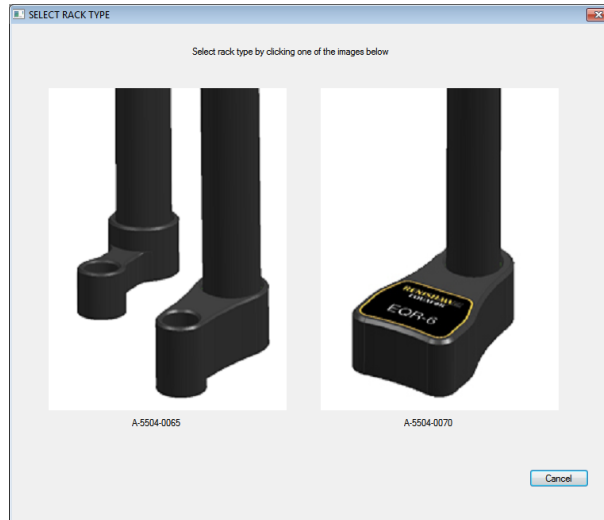 SELECT RACK TYPE
Select rack type by clicking one of the images below
RENISHAW
EQUATOR
EQR-6
A-5504-0065
A-5504-0070
Cancel